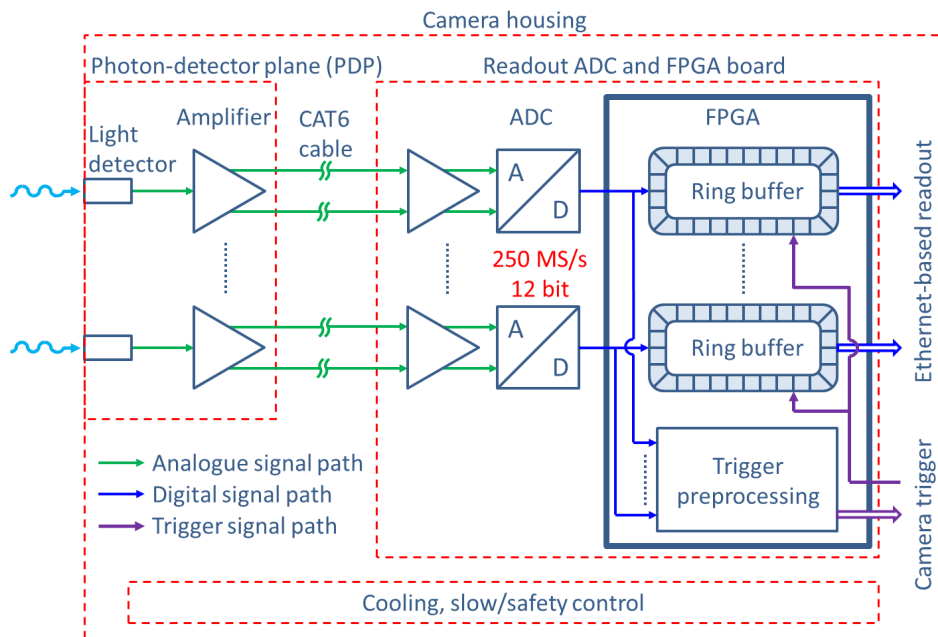 Camera housing
Photon-detector plane (PDP)
Readout ADC and FPGA board
Amplifier
CAT6
cable
ADC
FPGA
Light
detector
A
D
Ring buffer
250 MS/s
12 bit
A
D
Ring buffer
Ethernet-based readout
Analogue signal path
Digital signal path
Trigger signal path
Trigger
preprocessing
Camera trigger
Cooling, slow/safety control